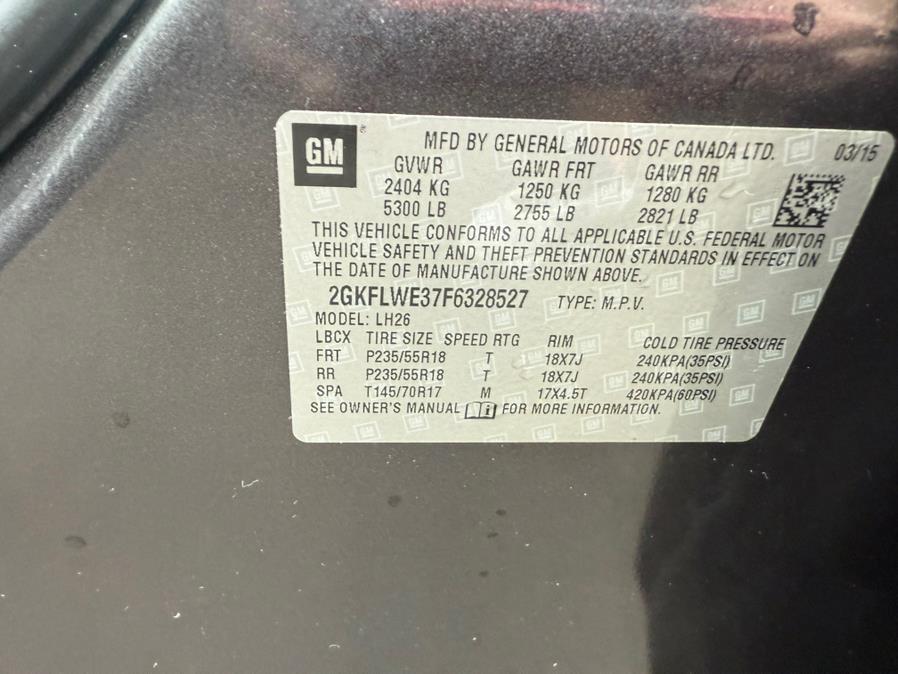 GM
MFD BY GENERAL MOTORS OF CANADA LTD. 03/15
GVWR GAWR FRT GAWR RR
2404 KG 1250 KG 1280 KG
5300 LB 2755 LB 2821 LB
THIS VEHICLE CONFORMS TO ALL APPLICABLE U.S. FEDERAL MOTOR
VEHICLE SAFETY AND THEFT PREVENTION STANDARDS IN EFFECT ON
THE DATE OF MANUFACTURE SHOWN ABOVE.
2GKFLWE37F6328527 TYPE: M.P.V.
MODEL: LH26
LBCX TIRE SIZE SPEED RTG RIM COLD TIRE PRESSURE
FRT P235/55R18 T 18X7J 240KPA(35PSI)
RR P235/55R18 T 18X7J 240KPA(35PSI)
SPA T145/70R17 M 17X4.5T 420KPA(60PSI)
SEE OWNER'S MANUAL i FOR MORE INFORMATION.